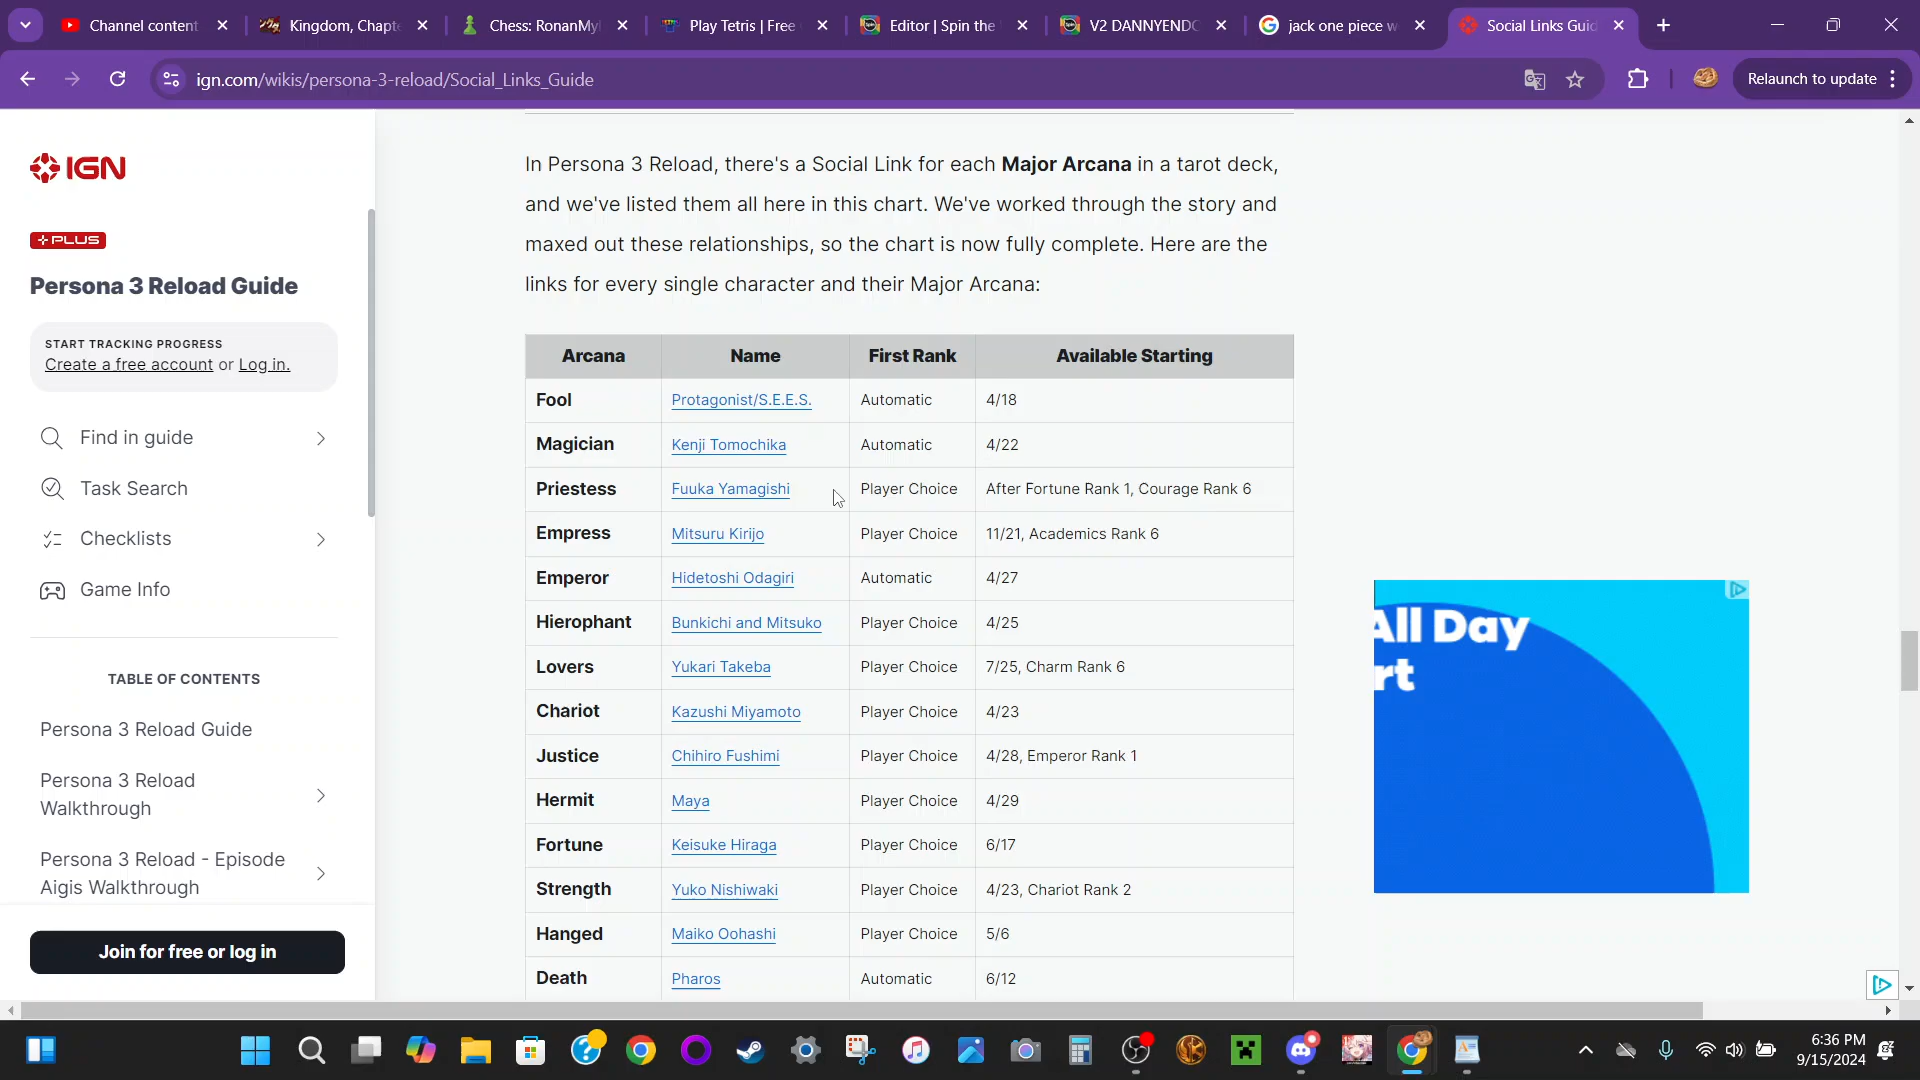 Channel content
Kingdom, Chapte
Chess: RonanMy
Play Tetris | Free
Editor | Spin the
V2 DANNYENDC
jack one piece w
Social Links Guid
ign.com/wikis/persona-3-reload/Social_Links_Guide
Relaunch to update
IGN
PLUS
Persona 3 Reload Guide
START TRACKING PROGRESS
Create a free account or Log in.
Find in guide
Task Search
Checklists
Game Info
TABLE OF CONTENTS
Persona 3 Reload Guide
Persona 3 Reload
Walkthrough
Persona 3 Reload - Episode
Aigis Walkthrough
Join for free or log in
In Persona 3 Reload, there's a Social Link for each Major Arcana in a tarot deck,
and we've listed them all here in this chart. We've worked through the story and
maxed out these relationships, so the chart is now fully complete. Here are the
links for every single character and their Major Arcana:
Arcana Name First Rank Available Starting
Fool Protagonist/S.E.E.S. Automatic 4/18
Magician Kenji Tomochika Automatic 4/22
Priestess Fuuka Yamagishi Player Choice After Fortune Rank 1, Courage Rank 6
Empress Mitsuru Kirijo Player Choice 11/21, Academics Rank 6
Emperor Hidetoshi Odagiri Automatic 4/27
Hierophant Bunkichi and Mitsuko Player Choice 4/25
Lovers Yukari Takeba Player Choice 7/25, Charm Rank 6
Chariot Kazushi Miyamoto Player Choice 4/23
Justice Chihiro Fushimi Player Choice 4/28, Emperor Rank 1
Hermit Maya Player Choice 4/29
Fortune Keisuke Hiraga Player Choice 6/17
Strength Yuko Nishiwaki Player Choice 4/23, Chariot Rank 2
Hanged Maiko Oohashi Player Choice 5/6
Death Pharos Automatic 6/12
All Day
rt
6:36 PM
9/15/2024